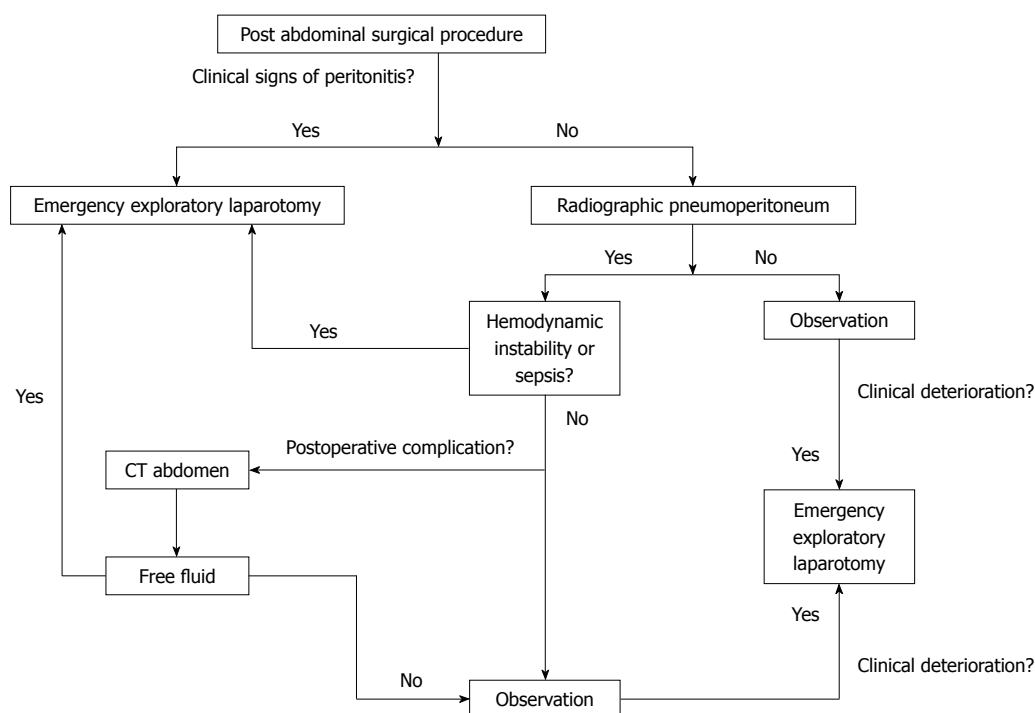 Post abdominal surgical procedure
Clinical signs of peritonitis?
Yes
No
Emergency exploratory laparotomy
Radiographic pneumoperitoneum
Yes
No
Hemodynamic
instability or
sepsis?
Observation
Yes
Yes
Clinical deterioration?
No
Postoperative complication?
CT abdomen
Yes
Emergency
exploratory
laparotomy
Free fluid
Yes
Clinical deterioration?
No
Observation